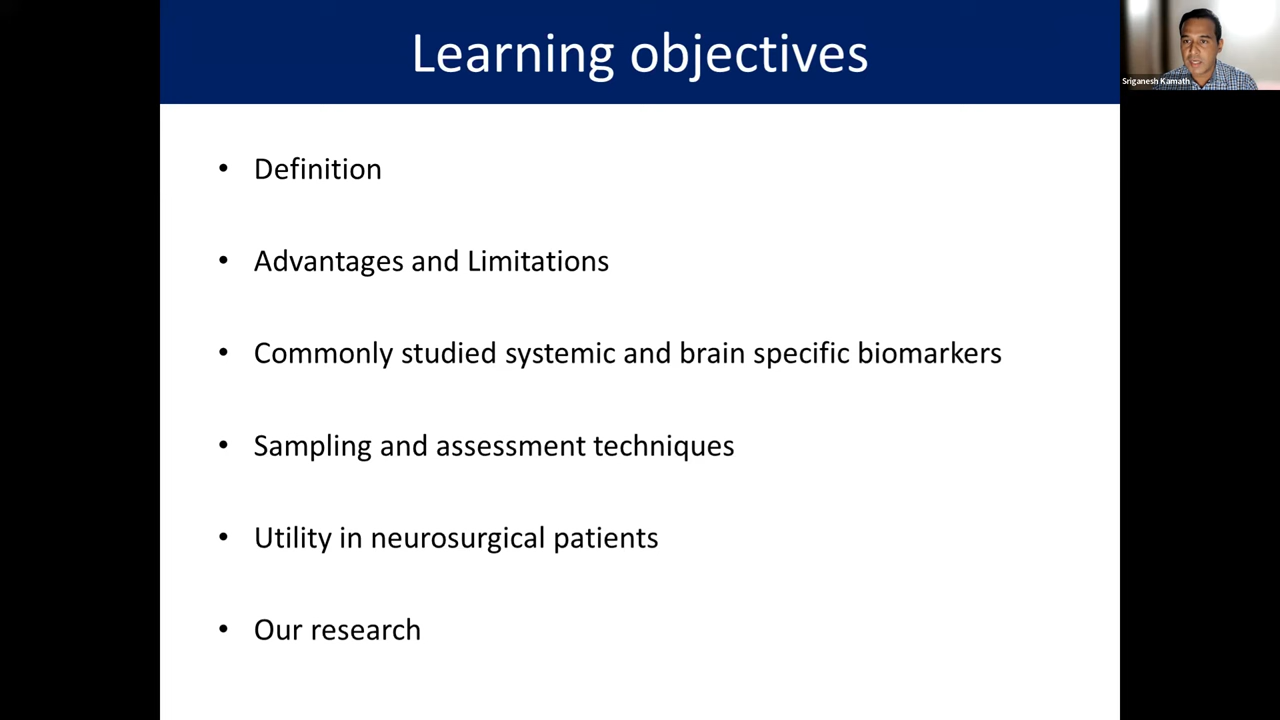 Learning objectives
Sriganesh Kamath
• Definition
• Advantages and Limitations
• Commonly studied systemic and brain specific biomarkers
• Sampling and assessment techniques
• Utility in neurosurgical patients
• Our research